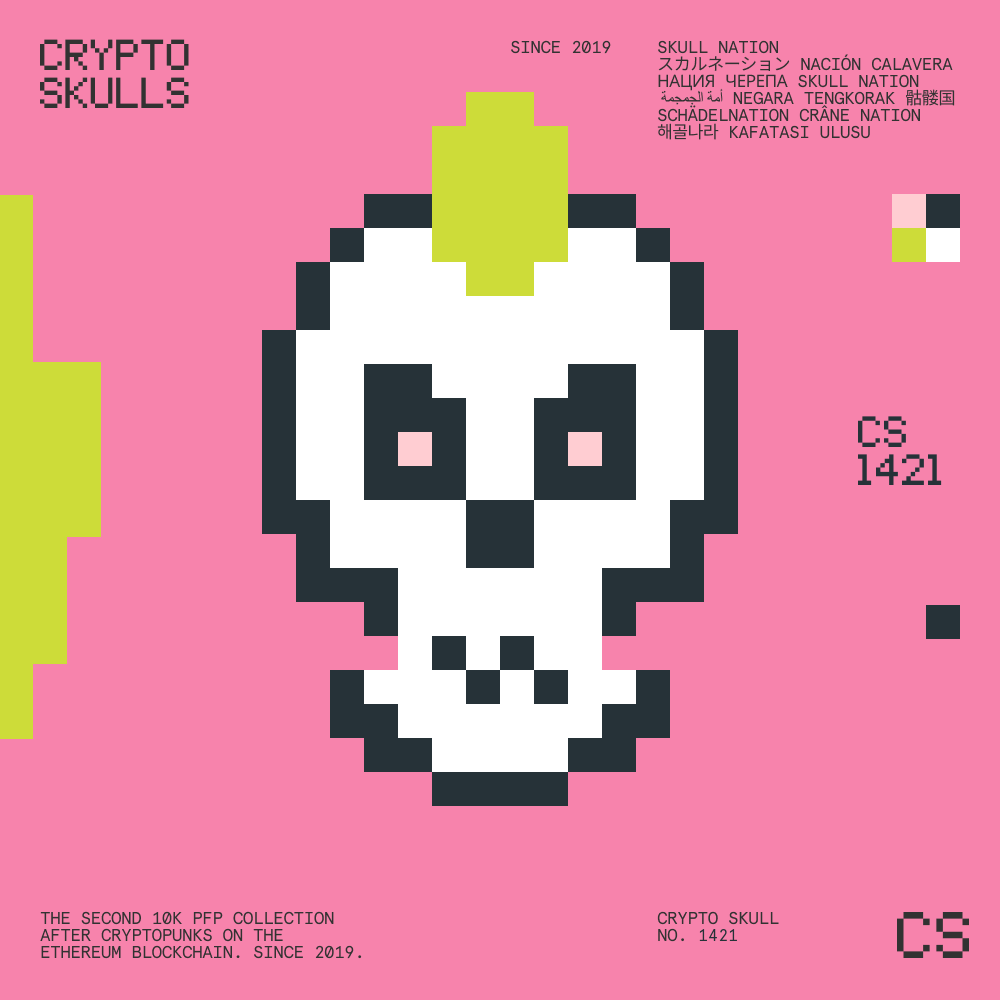 CRYPTO
SKULLS
SINCE 2019
SKULL NATION
スカルネーション NACIÓN CALAVERA
НАЦИЯ ЧЕРЕПА SKULL NATION
أمة الجمجمة NEGARA TENGKORAK 骷髅国
SCHÄDELNATION CRÂNE NATION
해골나라 KAFATASI ULUSU
CS
1421
THE SECOND 10K PFP COLLECTION
AFTER CRYPTOPUNKS ON THE
ETHEREUM BLOCKCHAIN. SINCE 2019.
CRYPTO SKULL
NO. 1421
CS